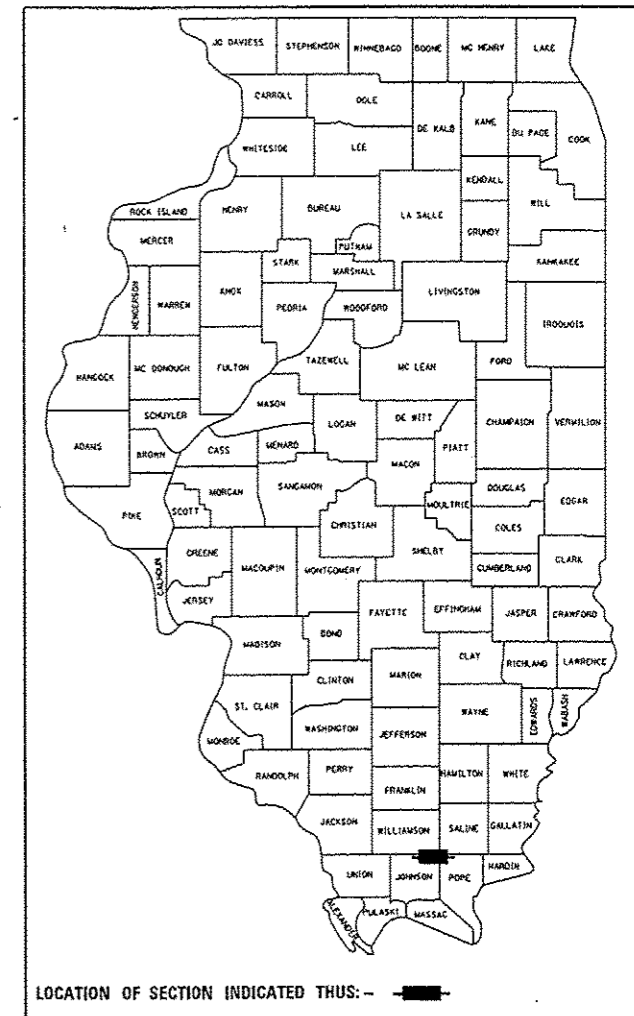 JO DAVIESS STEPHENSON WINNEBAGO BOONE MC HENRY LAKE
CARROLL OGLE DE KALB KANE DU PAGE COOK
WHITESIDE LEE KENDALL WILL
ROCK ISLAND HENRY BUREAU LA SALLE GRUNDY
MERCER PUTNAM KANKAKEE
STARK MARSHALL
HENDERSON WARREN KNOX PEORIA WOODFORD LIVINGSTON IROQUOIS
HANCOCK MC DONOUGH FULTON TAZEWELL MC LEAN FORD
SCHUYLER MASON LOGAN DE WITT CHAMPAIGN VERMILION
ADAMS BROWN CASS MENARD MACON PIATT
PIKE SCOTT MORGAN SANGAMON CHRISTIAN MOULTRIE DOUGLAS EDGAR
COLES
CALHOUN GREENE MACOUPIN MONTGOMERY SHELBY CUMBERLAND CLARK
JERSEY FAYETTE EFFINGHAM JASPER CRAWFORD
MADISON BOND CLAY RICHLAND LAWRENCE
CLINTON MARION
ST. CLAIR WAYNE EDWARDS WABASH
MONROE WASHINGTON JEFFERSON
RANDOLPH PERRY HAMILTON WHITE
FRANKLIN
JACKSON WILLIAMSON SALINE GALLATIN
UNION JOHNSON POPE HARDIN
ALEXANDER PULASKI MASSAC
LOCATION OF SECTION INDICATED THUS:-